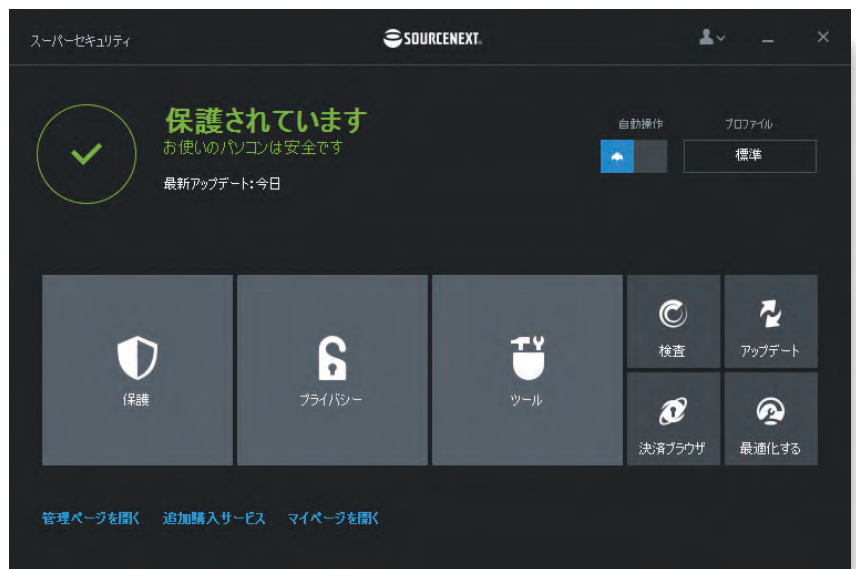 スーパーセキュリティ
SOURCENEXT.
保護されています
お使いのパソコンは安全です
最新アップデート:今日
自動操作
プロファイル
標準
保護
プライバシー
ツール
検査
アップデート
決済ブラウザ
最適化する
管理ページを開く
追加購入サービス
マイページを開く